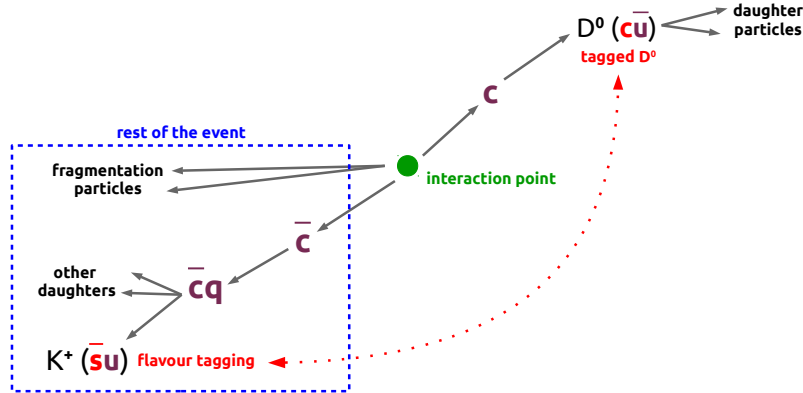 daughter
particles
D⁰ (cu̅)
tagged D⁰
c
rest of the event
fragmentation
particles
interaction point
c̅
other
daughters
c̅q
K⁺ (s̅u) flavour tagging